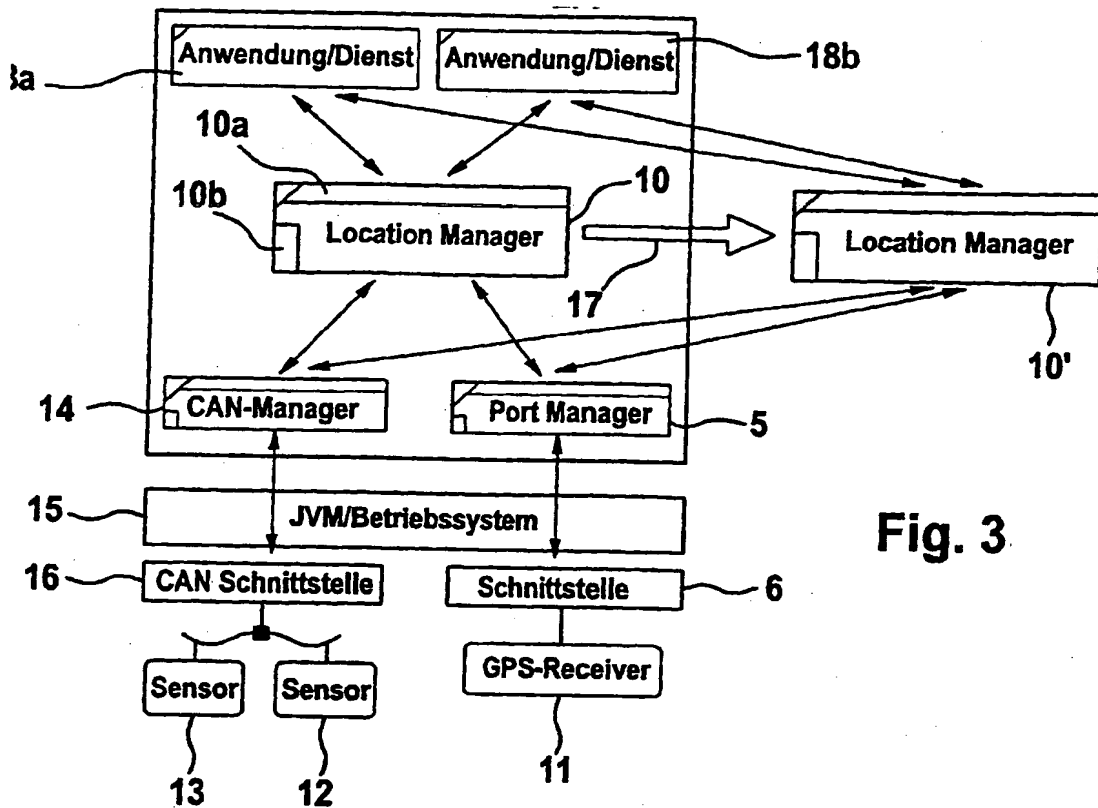 Anwendung/Dienst
Anwendung/Dienst
18b
8a
10a
10
10b
Location Manager
Location Manager
17
10'
14
CAN-Manager
Port Manager
5
15
JVM/Betriebssystem
Fig. 3
16
CAN Schnittstelle
Schnittstelle
6
Sensor
Sensor
GPS-Receiver
13
12
11